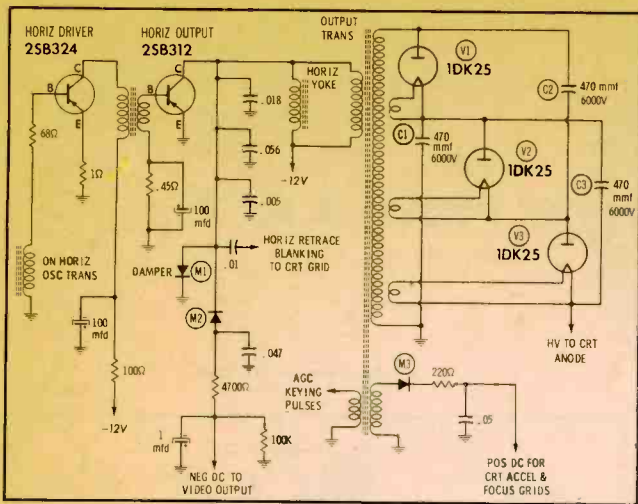 HORIZ DRIVER
2SB324
HORIZ OUTPUT
2SB312
OUTPUT
TRANS
C
B
E
C
B
E
68Ω
1Ω
.45Ω
100
mfd
ON HORIZ
OSC TRANS
100
mfd
100Ω
-12V
.018
.056
.005
HORIZ
YOKE
-12V
DAMPER
M1
.01
HORIZ RETRACE
BLANKING
TO CRT GRID
M2
.047
4700Ω
1
mfd
100K
NEG DC TO
VIDEO OUTPUT
V1
1DK25
C2
470
mmf
6000V
C1
470
mmf
6000V
V2
1DK25
C3
470
mmf
6000V
V3
1DK25
HV TO CRT
ANODE
AGC
KEYING
PULSES
M3
220Ω
.05
POS DC FOR
CRT ACCEL &
FOCUS GRIDS